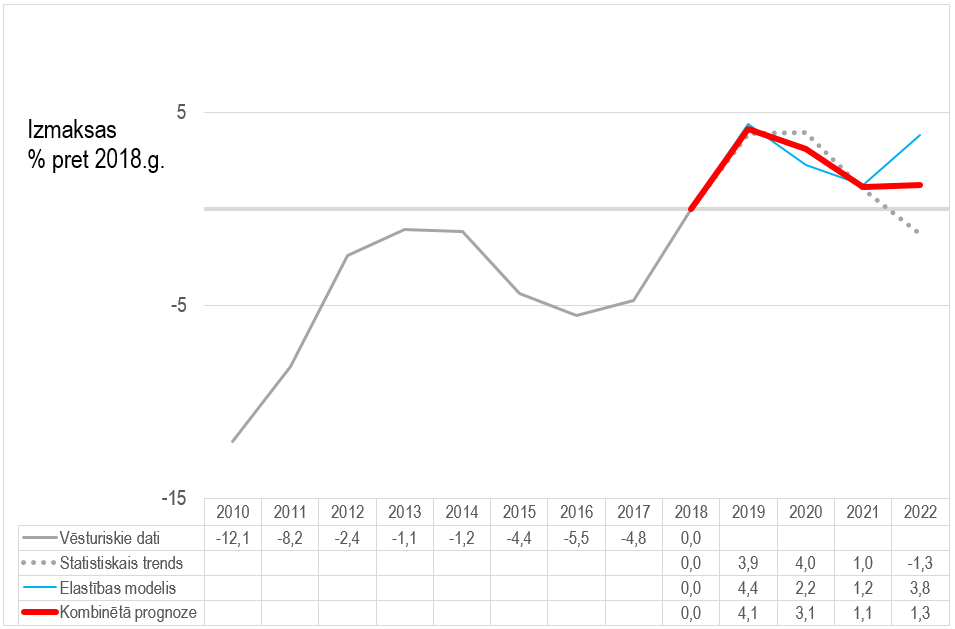 5
Izmaksas
% pret 2018.g.
-5
-15
2010 2011 2012 2013 2014 2015 2016 2017 2018 2019 2020 2021 2022
Vēsturiskie dati -12,1 -8,2 -2,4 -1,1 -1,2 -4,4 -5,5 -4,8 0,0
Statistiskais trends 0,0 3,9 4,0 1,0 -1,3
Elastības modelis 0,0 4,4 2,2 1,2 3,8
Kombinētā prognoze 0,0 4,1 3,1 1,1 1,3